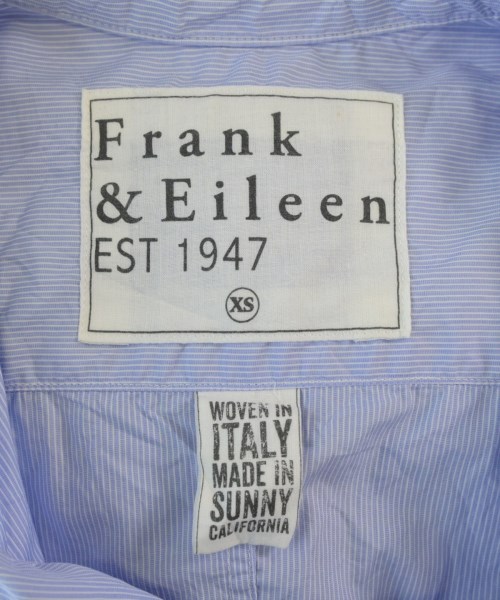 Frank
& Eileen
EST 1947
XS
WOVEN IN
ITALY
MADE IN
SUNNY
CALIFORNIA